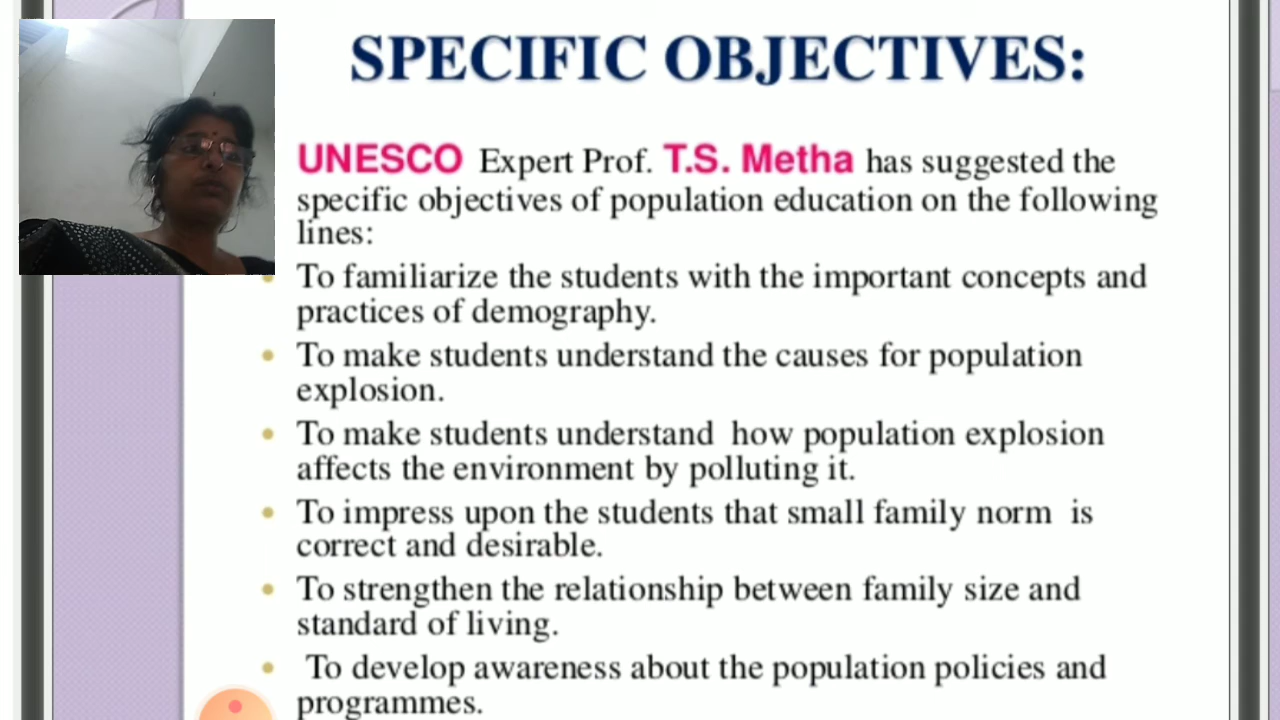 SPECIFIC OBJECTIVES:
UNESCO Expert Prof. T.S. Metha has suggested the
specific objectives of population education on the following
lines:
To familiarize the students with the important concepts and
practices of demography.
To make students understand the causes for population
explosion.
To make students understand how population explosion
affects the environment by polluting it.
To impress upon the students that small family norm is
correct and desirable.
To strengthen the relationship between family size and
standard of living.
To develop awareness about the population policies and
programmes.